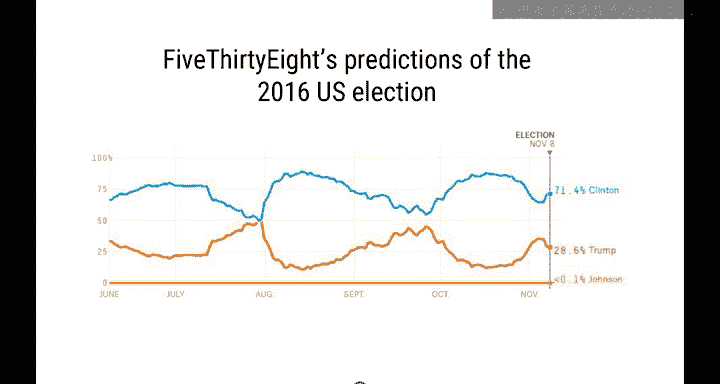 FiveThirtyEight's predictions of the
2016 US election
ELECTION
NOV 8
100%
75
50
25
0
71.4% Clinton
28.6% Trump
<0.1% Johnson
JUNE
JULY
AUG.
SEPT.
OCT.
NOV.